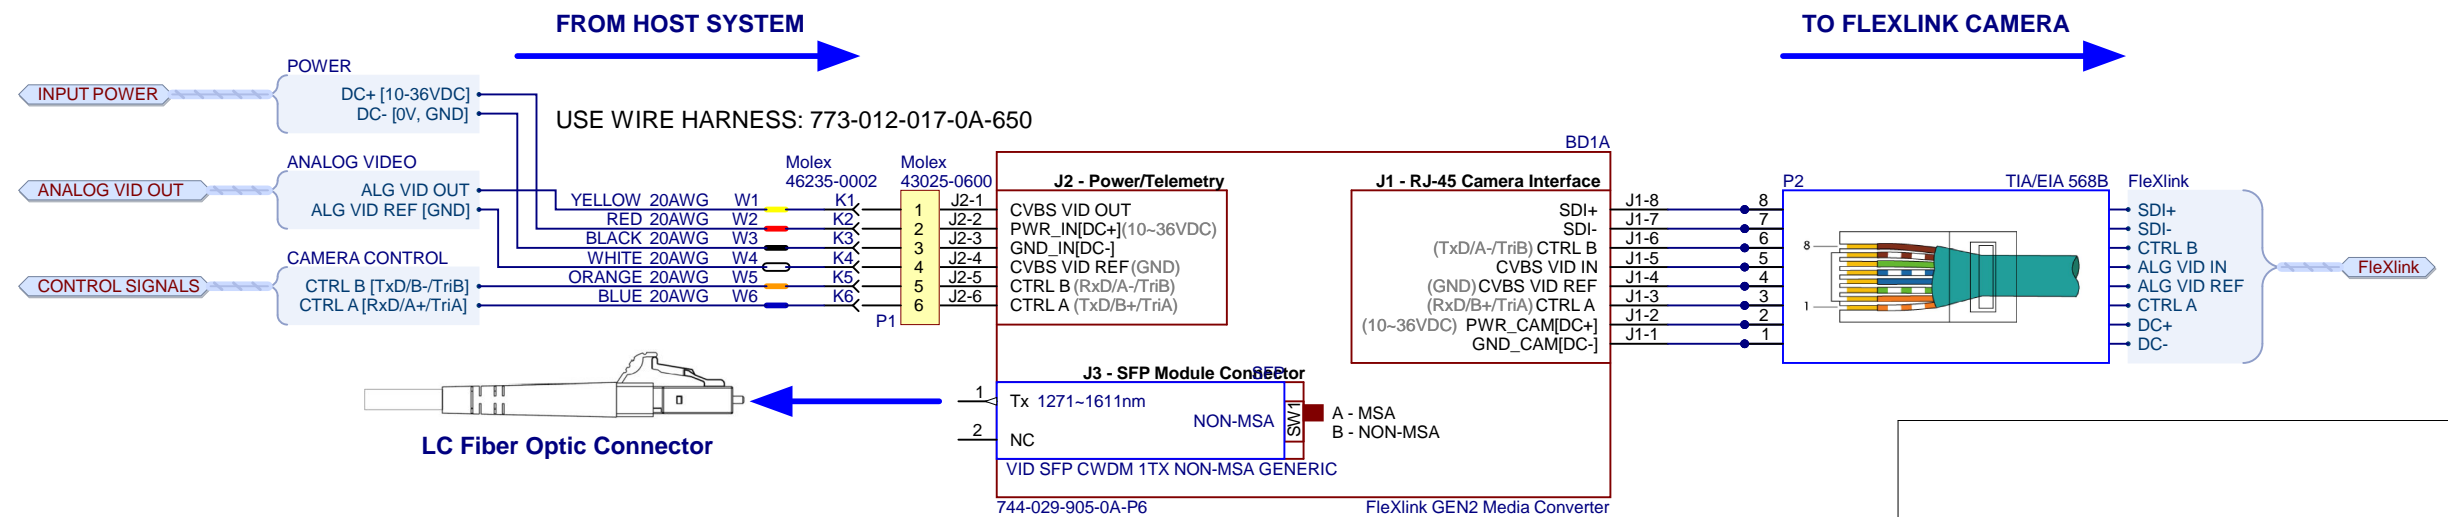 FROM HOST SYSTEM
TO FLEXLINK CAMERA
POWER
INPUT POWER
DC+ [10-36VDC]
DC- [0V, GND]
USE WIRE HARNESS: 773-012-017-0A-650
BD1A
ANALOG VIDEO
ANALOG VID OUT
ALG VID OUT
ALG VID REF [GND]
CAMERA CONTROL
CONTROL SIGNALS
CTRL B [TxD/B-/TriB]
CTRL A [RxD/A+/TriA]
Molex
46235-0002
Molex
43025-0600
YELLOW 20AWG W1 K1 1 J2-1
RED 20AWG W2 K2 2 J2-2
BLACK 20AWG W3 K3 3 J2-3
WHITE 20AWG W4 K4 4 J2-4
ORANGE 20AWG W5 K5 5 J2-5
BLUE 20AWG W6 K6 6 J2-6
P1
J2 - Power/Telemetry
CVBS VID OUT
PWR_IN[DC+](10~36VDC)
GND_IN[DC-]
CVBS VID REF(GND)
CTRL B (RxD/A-/TriB)
CTRL A (TxD/B+/TriA)
J1 - RJ-45 Camera Interface
SDI+ J1-8 8
SDI- J1-7 7
(TxD/A-/TriB) CTRL B J1-6 6
CVBS VID IN J1-5 5
(GND) CVBS VID REF J1-4 4
(RxD/B+/TriA) CTRL A J1-3 3
(10~36VDC) PWR_CAM[DC+] J1-2 2
GND_CAM[DC-] J1-1 1
P2
TIA/EIA 568B
8
1
FleXlink
SDI+
SDI-
CTRL B
ALG VID IN
ALG VID REF
CTRL A
DC+
DC-
FleXlink
J3 - SFP Module Connector
SFP
1 Tx 1271~1611nm
2 NC
NON-MSA
SW1
A - MSA
B - NON-MSA
VID SFP CWDM 1TX NON-MSA GENERIC
LC Fiber Optic Connector
744-029-905-0A-P6
FleXlink GEN2 Media Converter